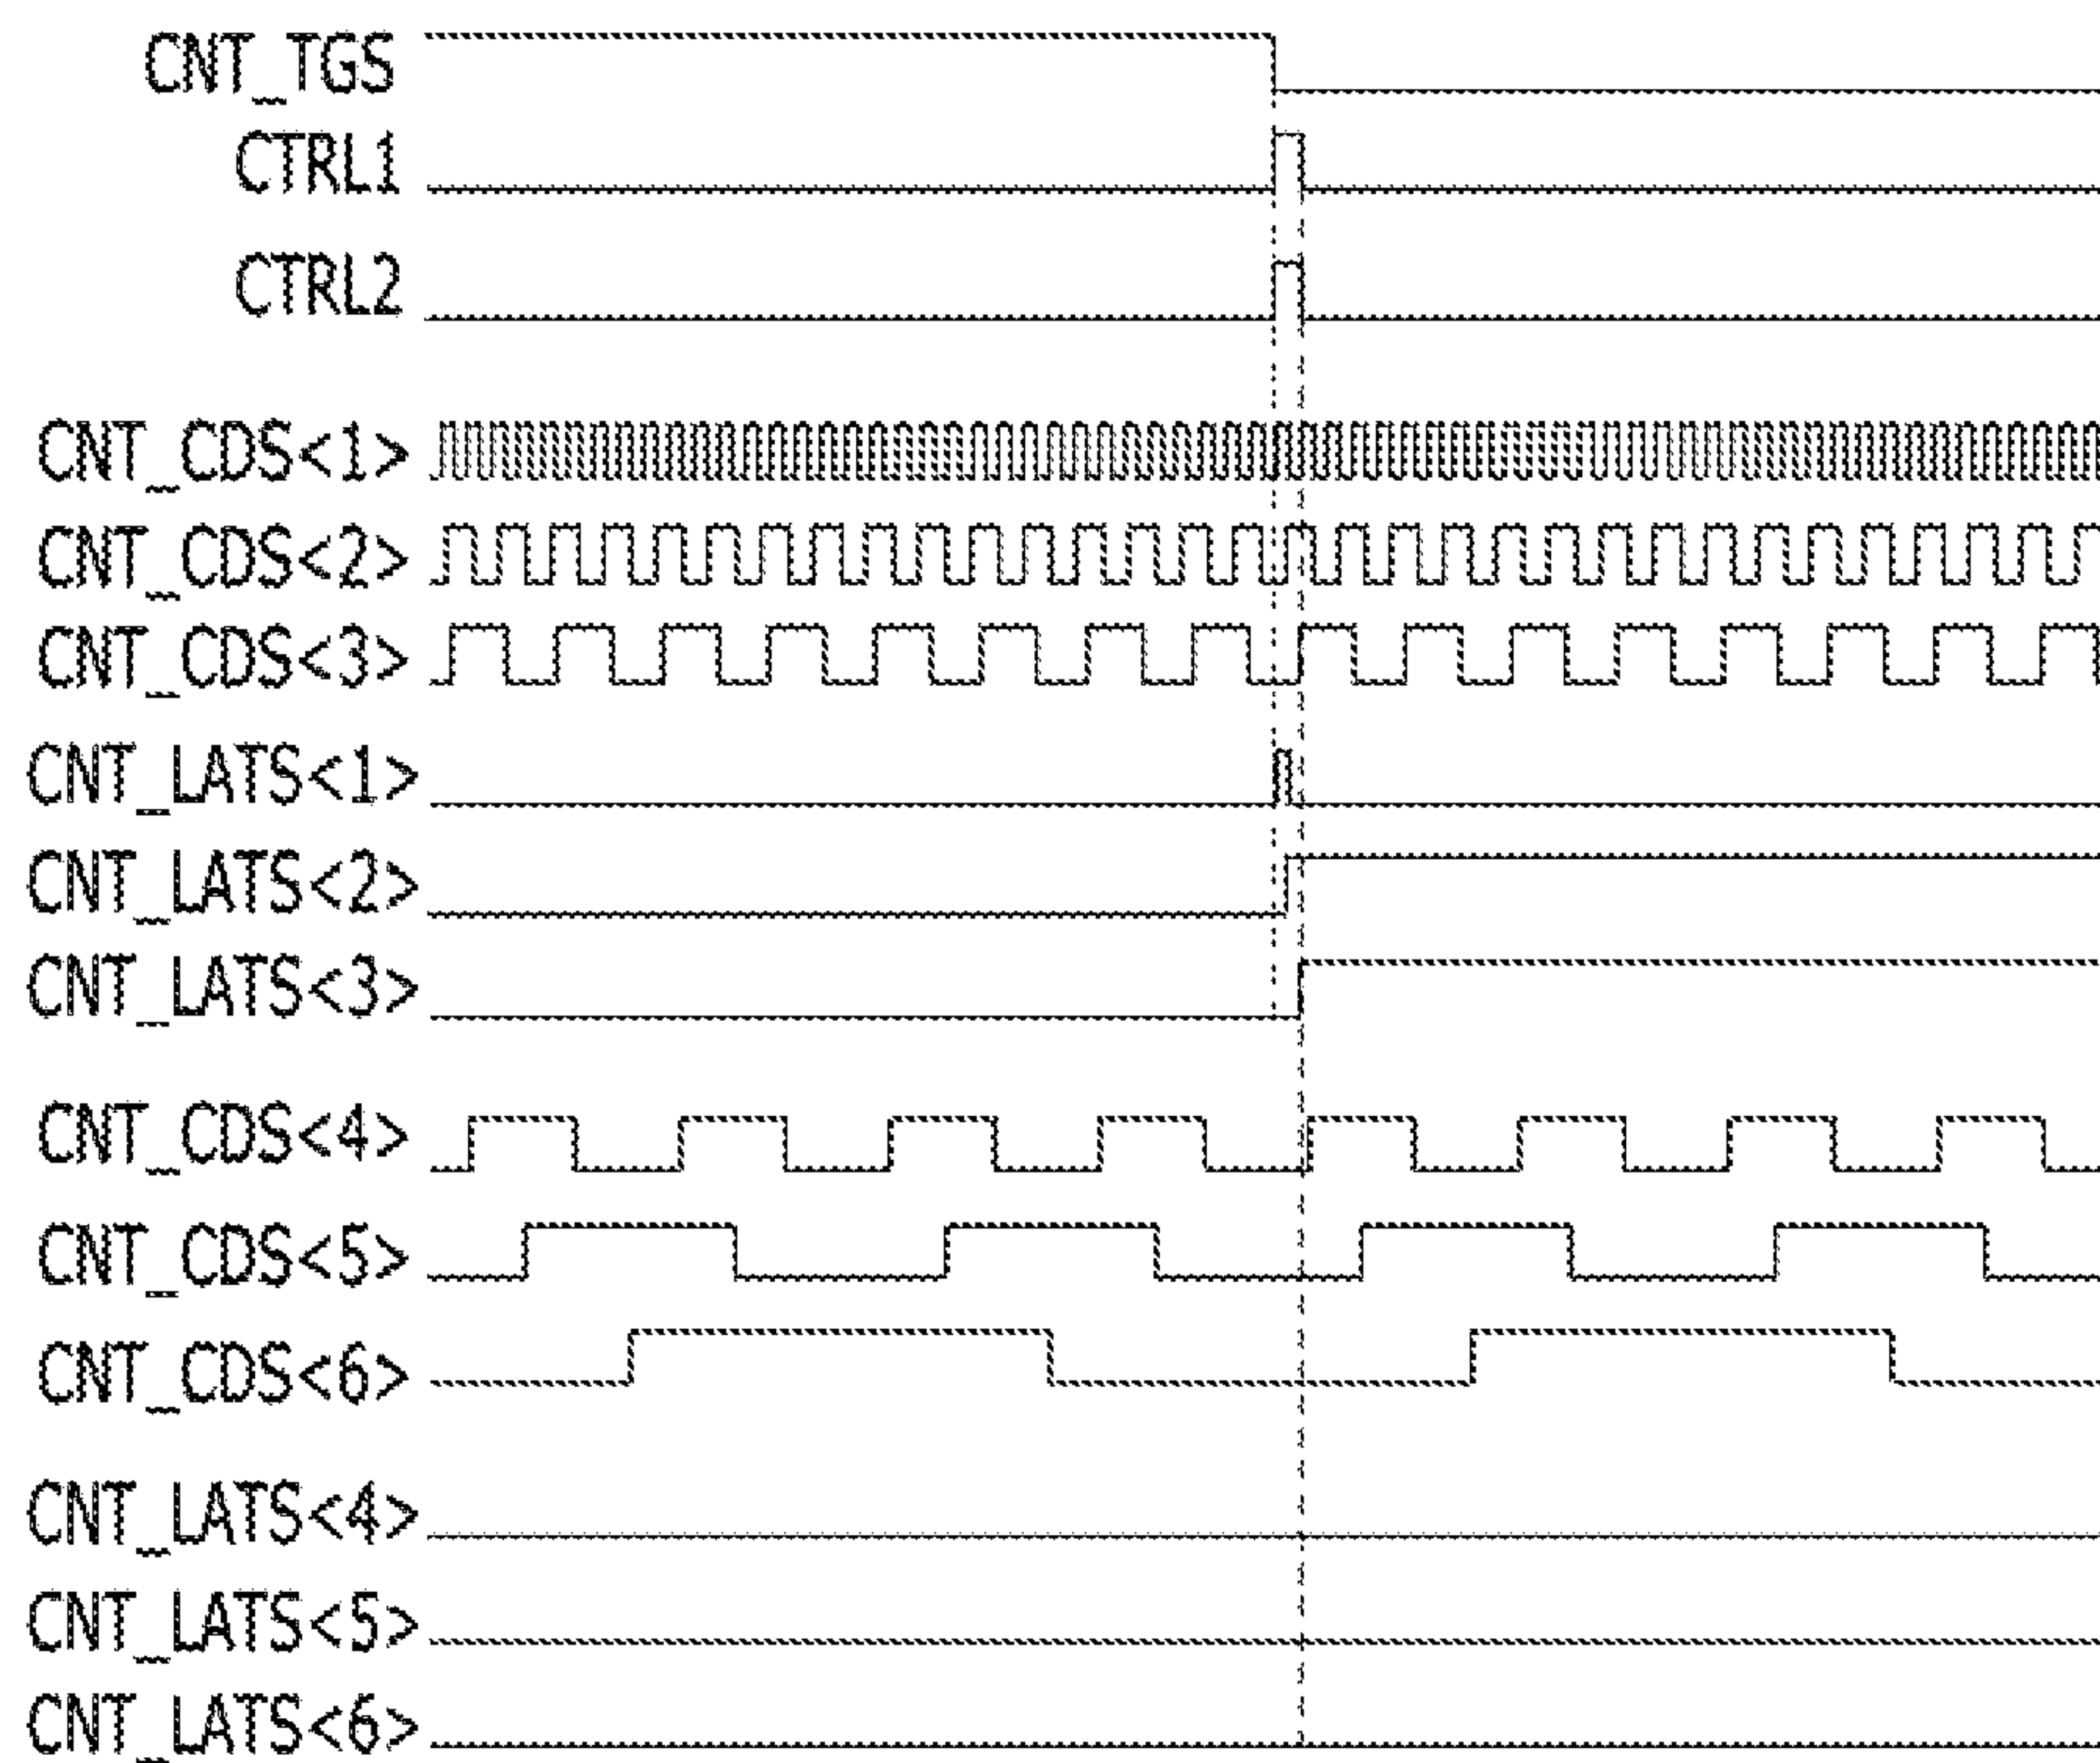 CNT_TGS
CTRL1
CTRL2
CNT_CDS<1>
CNT_CDS<2>
CNT_CDS<3>
CNT_LATS<1>
CNT_LATS<2>
CNT_LATS<3>
CNT_CDS<4>
CNT_CDS<5>
CNT_CDS<6>
CNT_LATS<4>
CNT_LATS<5>
CNT_LATS<6>